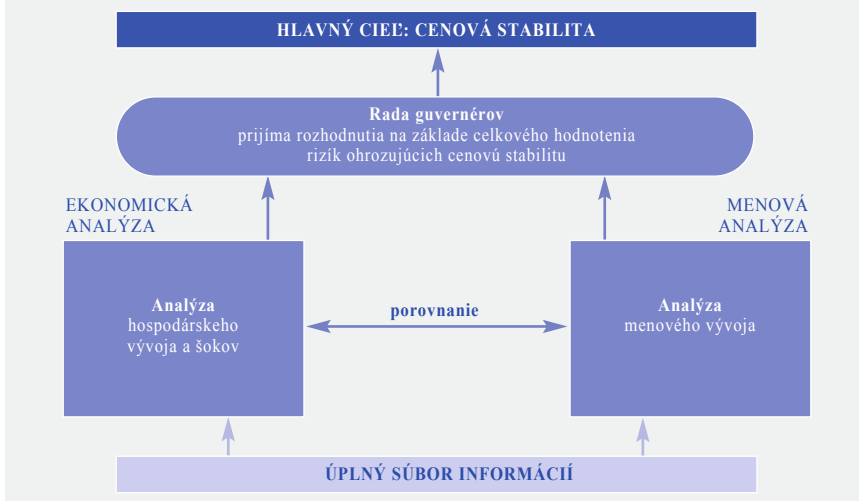 HLAVNÝ CIEĽ: CENOVÁ STABILITA
Rada guvernérov
prijíma rozhodnutia na základe celkového hodnotenia
rizík ohrozujúcich cenovú stabilitu
EKONOMICKÁ
ANALÝZA
MENOVÁ
ANALÝZA
Analýza
hospodárskeho
vývoja a šokov
porovnanie
Analýza
menového vývoja
ÚPLNÝ SÚBOR INFORMÁCIÍ